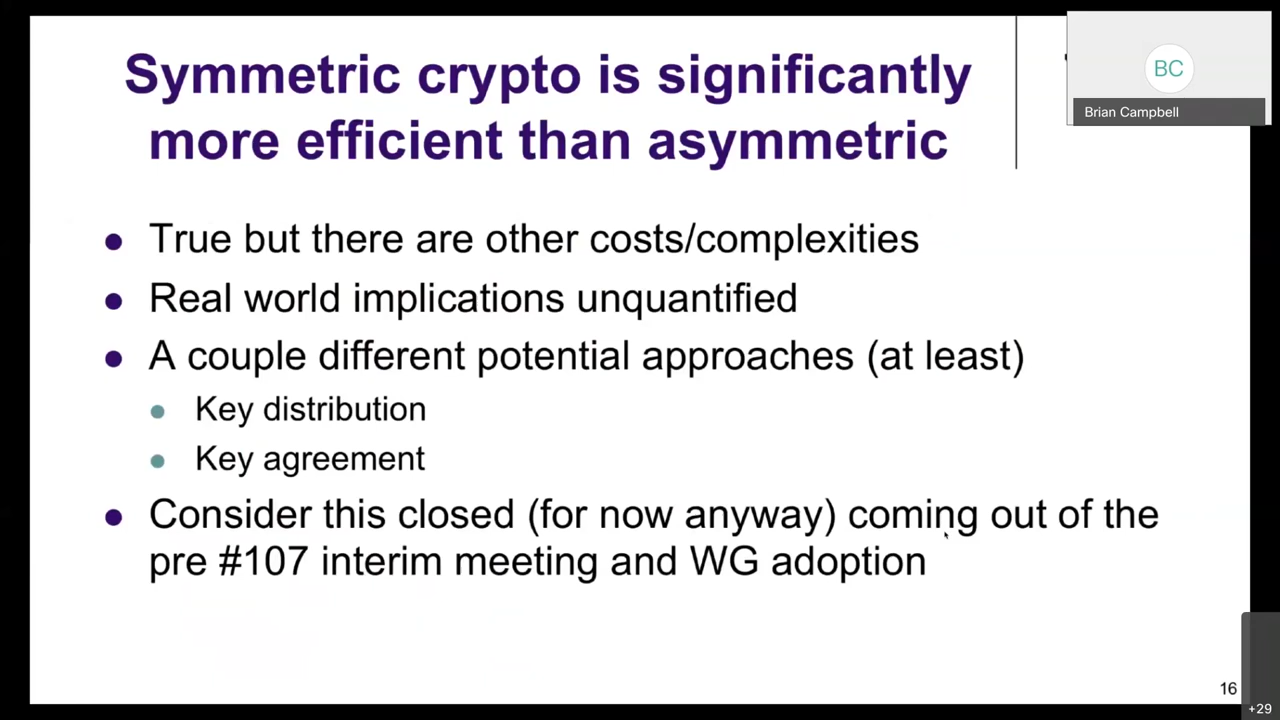 Symmetric crypto is significantly
more efficient than asymmetric
BC
Brian Campbell
● True but there are other costs/complexities
● Real world implications unquantified
● A couple different potential approaches (at least)
● Key distribution
● Key agreement
● Consider this closed (for now anyway) coming out of the
pre #107 interim meeting and WG adoption
16
+29